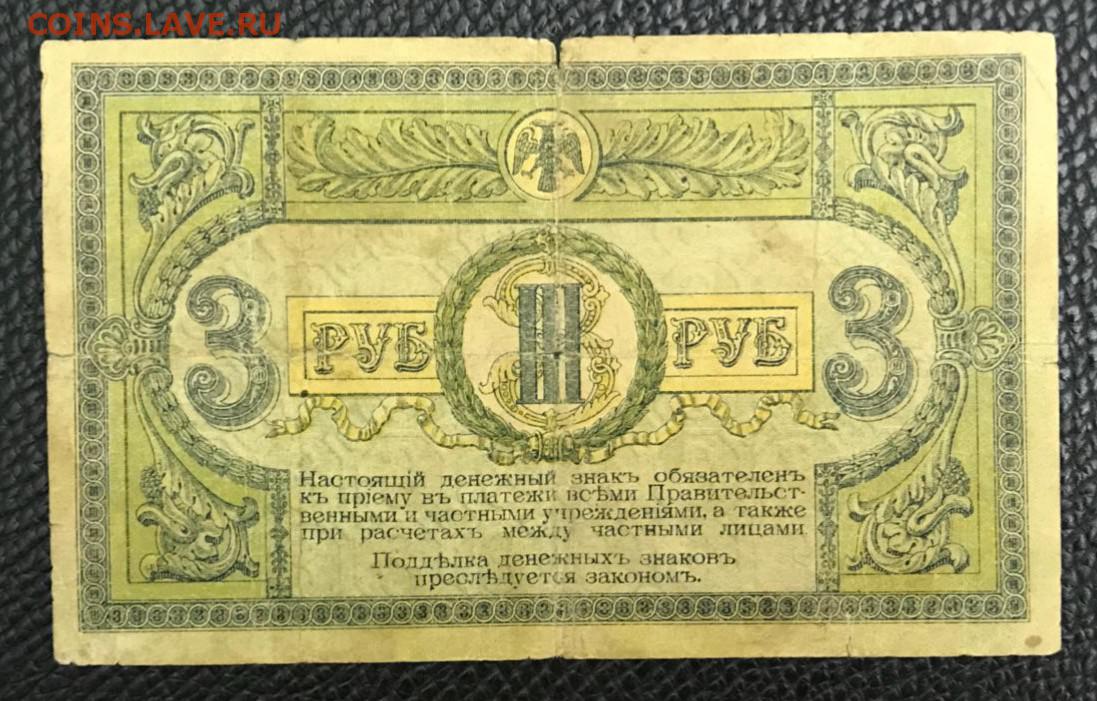 COINS.LAVE.RU
3 РУБ РУБ 3
Настоящій денежный знакъ обязателенъ
къ пріему въ платежи всѣми Правительст-
венными и частными учрежденіями, а также
при расчетахъ между частными лицами.
Поддѣлка денежныхъ знаковъ
преслѣдуется закономъ.